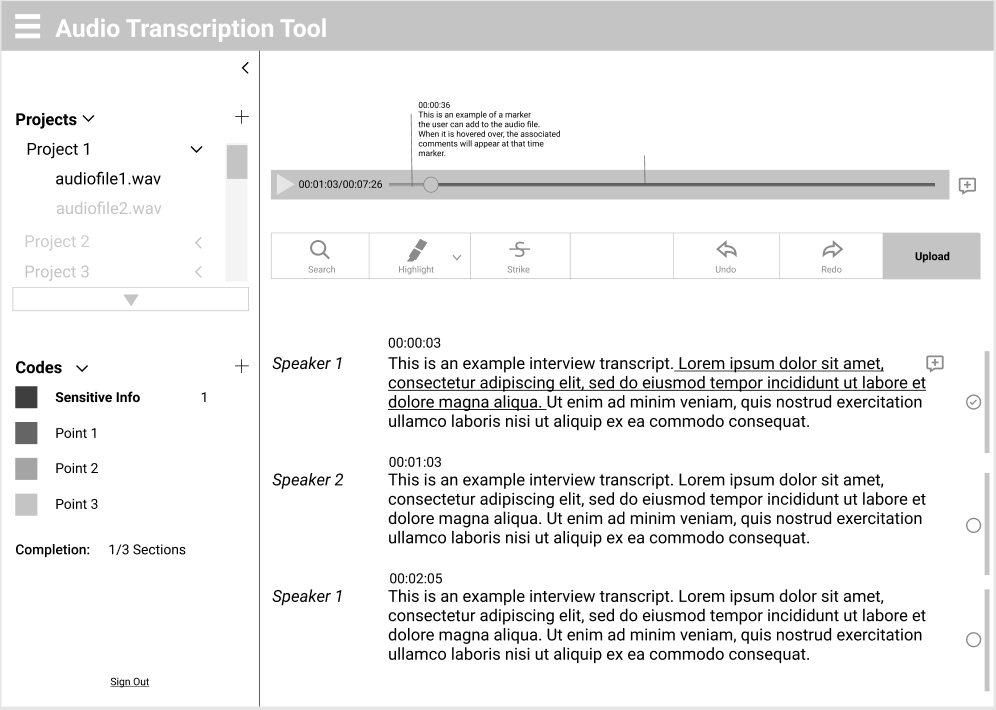 Audio Transcription Tool
Projects
Project 1
audiofile1.wav
audiofile2.wav
Project 2
Project 3
Codes
Sensitive Info 1
Point 1
Point 2
Point 3
Completion: 1/3 Sections
Sign Out
00:00:36
This is an example of a marker
the user can add to the audio file.
When it is hovered over, the associated
comments will appear at that time
marker.
00:01:03/00:07:26
Search
Highlight
Strike
Undo
Redo
Upload
00:00:03
Speaker 1
This is an example interview transcript. Lorem ipsum dolor sit amet,
consectetur adipiscing elit, sed do eiusmod tempor incididunt ut labore et
dolore magna aliqua. Ut enim ad minim veniam, quis nostrud exercitation
ullamco laboris nisi ut aliquip ex ea commodo consequat.
00:01:03
Speaker 2
This is an example interview transcript. Lorem ipsum dolor sit amet,
consectetur adipiscing elit, sed do eiusmod tempor incididunt ut labore et
dolore magna aliqua. Ut enim ad minim veniam, quis nostrud exercitation
ullamco laboris nisi ut aliquip ex ea commodo consequat.
00:02:05
Speaker 1
This is an example interview transcript. Lorem ipsum dolor sit amet,
consectetur adipiscing elit, sed do eiusmod tempor incididunt ut labore et
dolore magna aliqua. Ut enim ad minim veniam, quis nostrud exercitation
ullamco laboris nisi ut aliquip ex ea commodo consequat.